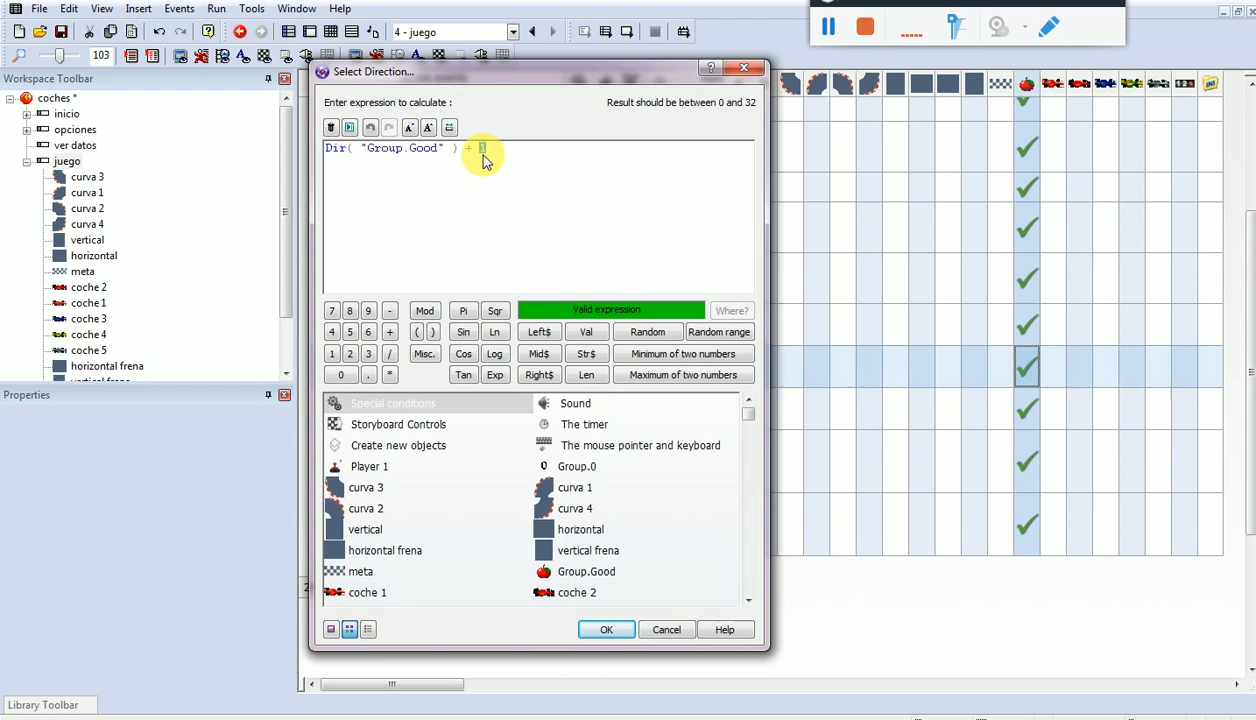 File Edit View Insert Events Run Tools Window Help
103
4 - juego
Workspace Toolbar
coches *
inicio
opciones
ver datos
juego
curva 3
curva 1
curva 2
curva 4
vertical
horizontal
meta
coche 2
coche 1
coche 3
coche 4
coche 5
horizontal frena
Properties
Library Toolbar
Select Direction...
Enter expression to calculate : Result should be between 0 and 32
Dir( "Group.Good" ) + 1
7 8 9 - Mod Pi Sqr Valid expression Where?
4 5 6 + ( ) Sin Ln Left$ Val Random Random range
1 2 3 / Misc. Cos Log Mid$ Str$ Minimum of two numbers
0 . * Tan Exp Right$ Len Maximum of two numbers
Special conditions Sound
Storyboard Controls The timer
Create new objects The mouse pointer and keyboard
Player 1 Group.0
curva 3 curva 1
curva 2 curva 4
vertical horizontal
horizontal frena vertical frena
meta Group.Good
coche 1 coche 2
OK Cancel Help